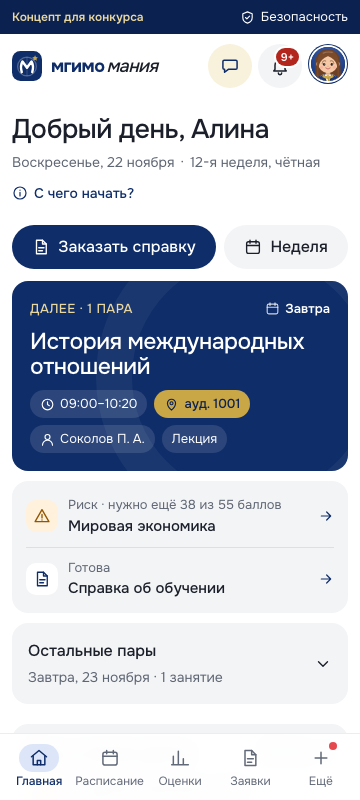 Концепт для конкурса
Безопасность
МГИМО МАНИЯ
9+
Добрый день, Алина
Воскресенье, 22 ноября · 12-я неделя, чётная
С чего начать?
Заказать справку
Неделя
ДАЛЕЕ · 1 ПАРА
Завтра
История международных
отношений
09:00–10:20
ауд. 1001
Соколов П. А.
Лекция
Риск · нужно ещё 38 из 55 баллов
Мировая экономика
Готова
Справка об обучении
Остальные пары
Завтра, 23 ноября · 1 занятие
Главная
Расписание
Оценки
Заявки
Ещё